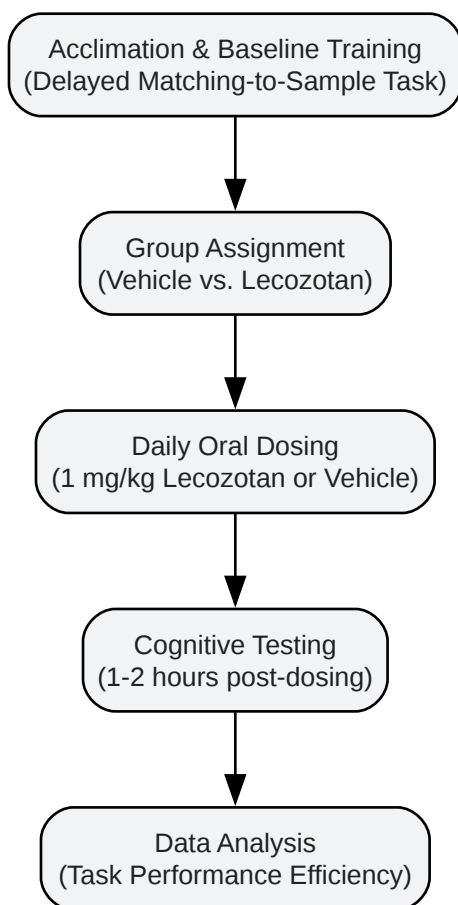 Acclimation & Baseline Training
(Delayed Matching-to-Sample Task)
Group Assignment
(Vehicle vs. Lecozotan)
Daily Oral Dosing
(1 mg/kg Lecozotan or Vehicle)
Cognitive Testing
(1-2 hours post-dosing)
Data Analysis
(Task Performance Efficiency)